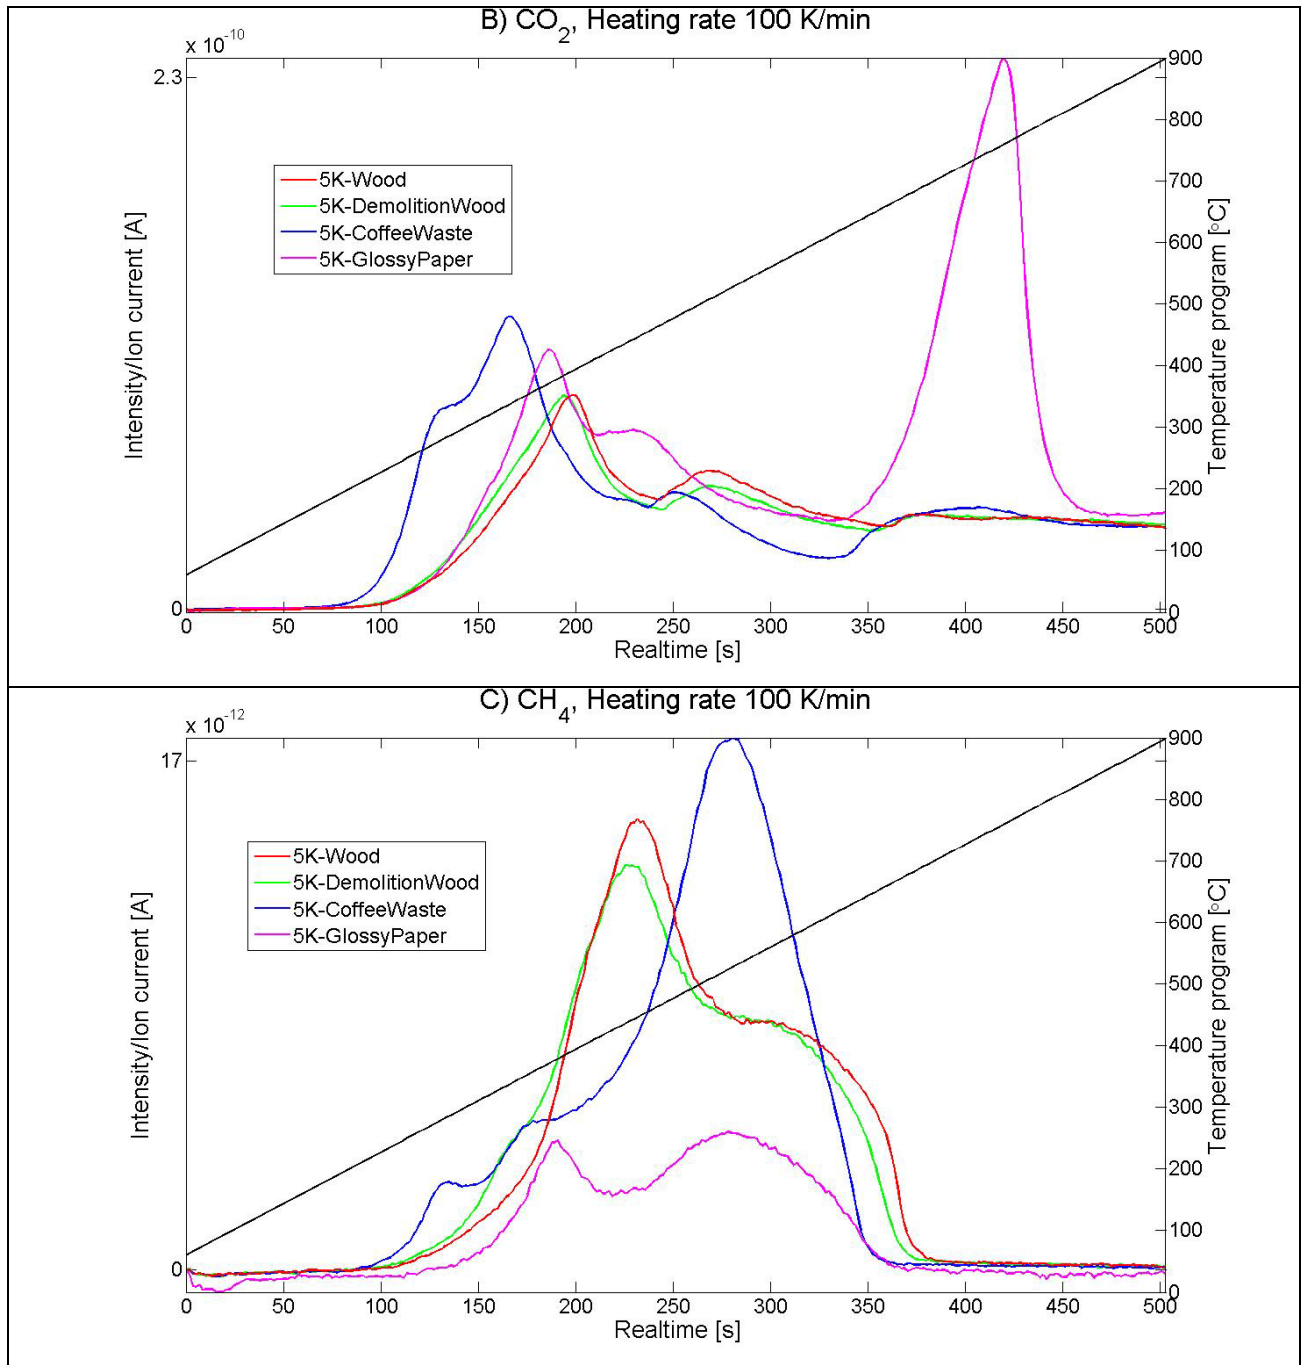 B) CO2, Heating rate 100 K/min
x 10-10
2.3
0
Intensity/Ion current [A]
5K-Wood
5K-DemolitionWood
5K-CoffeeWaste
5K-GlossyPaper
900
800
700
600
500
400
300
200
100
0
Temperature program [°C]
0 50 100 150 200 250 300 350 400 450 500
Realtime [s]
C) CH4, Heating rate 100 K/min
x 10-12
17
0
Intensity/Ion current [A]
5K-Wood
5K-DemolitionWood
5K-CoffeeWaste
5K-GlossyPaper
900
800
700
600
500
400
300
200
100
0
Temperature program [°C]
0 50 100 150 200 250 300 350 400 450 500
Realtime [s]